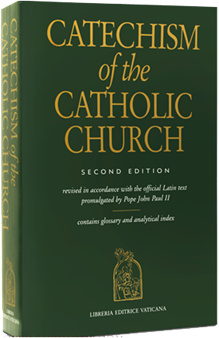 CATECHISM
of the
CATHOLIC
CHURCH
SECOND EDITION
revised in accordance with the official Latin text
promulgated by Pope John Paul II
contains glossary and analytical index
LIBRERIA EDITRICE VATICANA
CATECHISM of the
CATHOLIC CHURCH